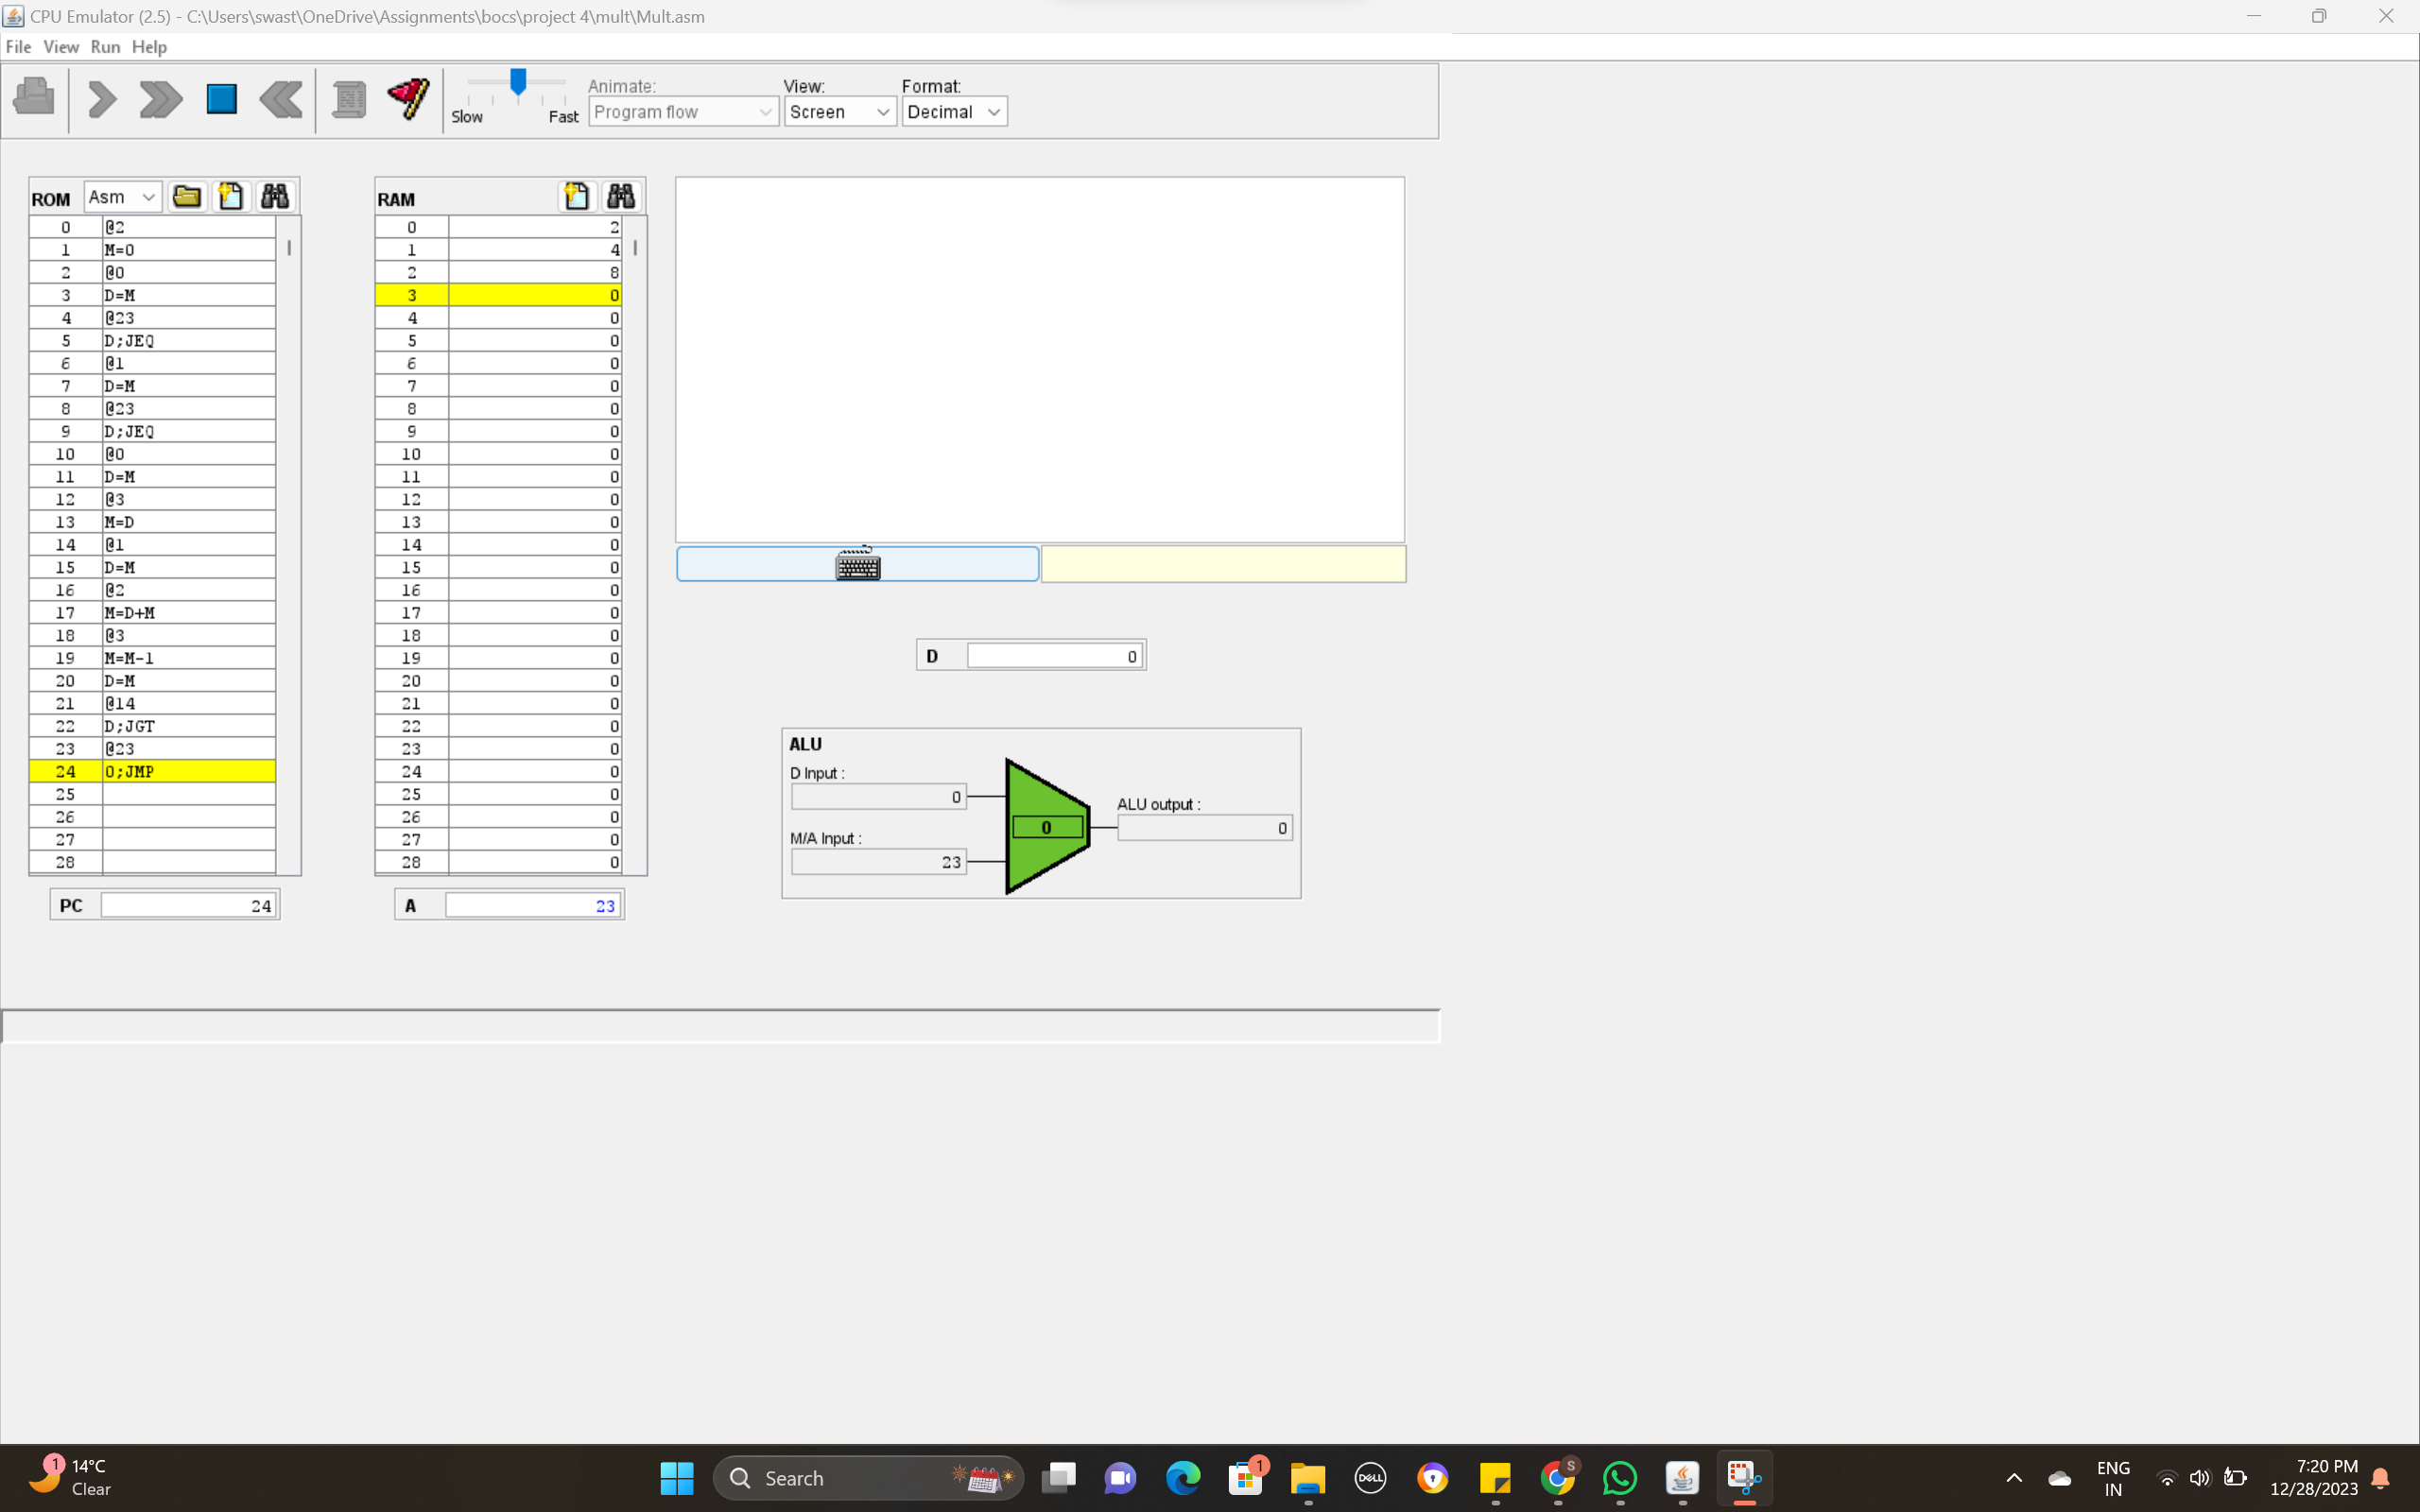 CPU Emulator (2.5) - C:\Users\swast\OneDrive\Assignments\bocs\project 4\mult\Mult.asm
File View Run Help
Slow Fast
Animate: View: Format:
Program flow Screen Decimal
ROM Asm
0 @2
1 M=0
2 @0
3 D=M
4 @23
5 D;JEQ
6 @1
7 D=M
8 @23
9 D;JEQ
10 @0
11 D=M
12 @3
13 M=D
14 @1
15 D=M
16 @2
17 M=D+M
18 @3
19 M=M-1
20 D=M
21 @14
22 D;JGT
23 @23
24 0;JMP
25
26
27
28
PC 24
RAM
0 2
1 4
2 8
3 0
4 0
5 0
6 0
7 0
8 0
9 0
10 0
11 0
12 0
13 0
14 0
15 0
16 0
17 0
18 0
19 0
20 0
21 0
22 0
23 0
24 0
25 0
26 0
27 0
28 0
A 23
D 0
ALU
D Input :
0
M/A Input :
23
0
ALU output :
0
1
14°C
Clear
Search
1
DELL
S
ENG
IN
7:20 PM
12/28/2023